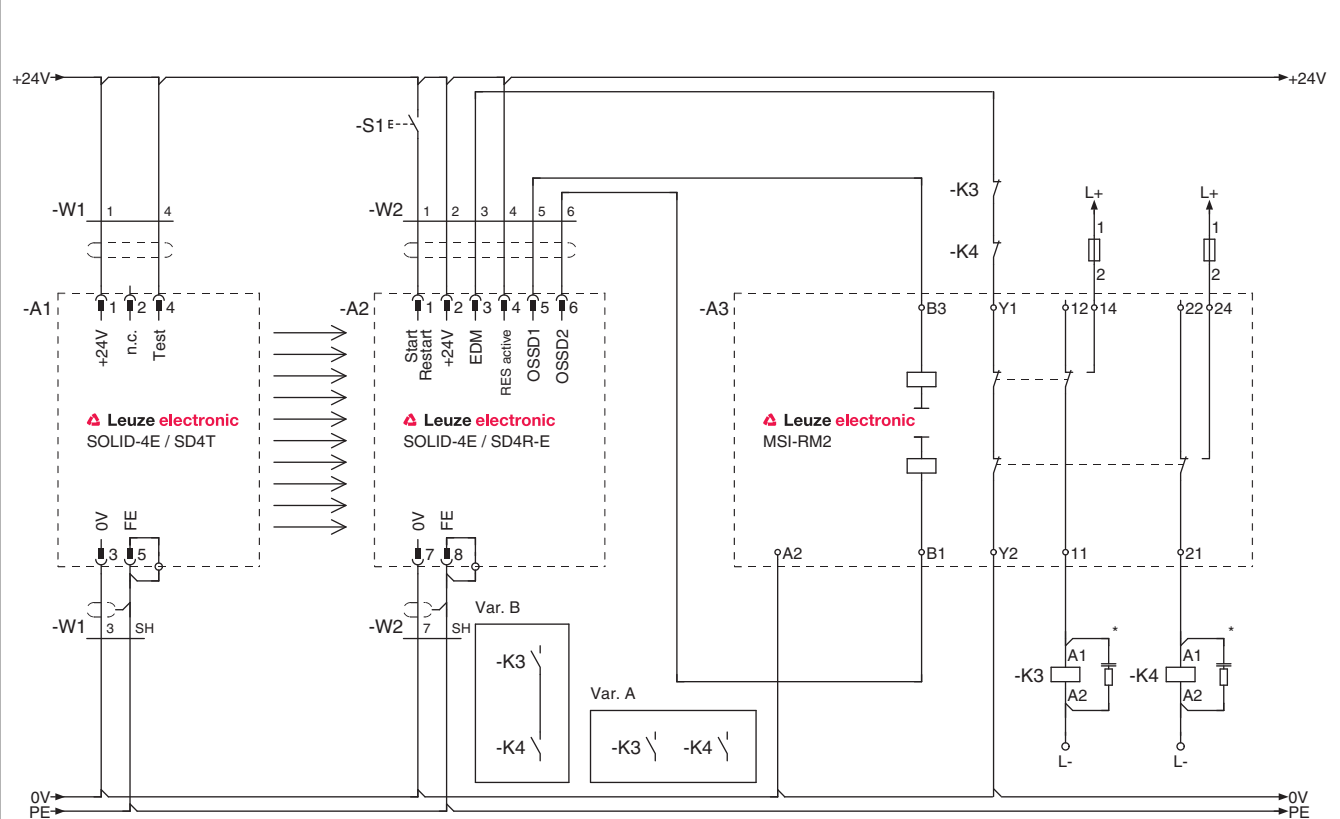 +24V
+24V
-S1
-W1 1 4
-W2 1 2 3 4 5 6
-K3
-K4
L+
L+
1
1
2
2
-A1
1 2 4
+24V
n.c.
Test
-A2
1 2 3 4 5 6
Start
Restart
+24V
EDM
RES active
OSSD1
OSSD2
-A3
B3 Y1 12 14 22 24
Leuze electronic
SOLID-4E / SD4T
Leuze electronic
SOLID-4E / SD4R-E
Leuze electronic
MSI-RM2
0V
FE
3 5
0V
FE
7 8
A2 B1 Y2 11 21
-W1 3 SH
-W2 7 SH
Var. B
-K3
-K4
Var. A
-K3 -K4
*
A1
-K3
A2
L-
*
A1
-K4
A2
L-
0V
0V
PE
PE